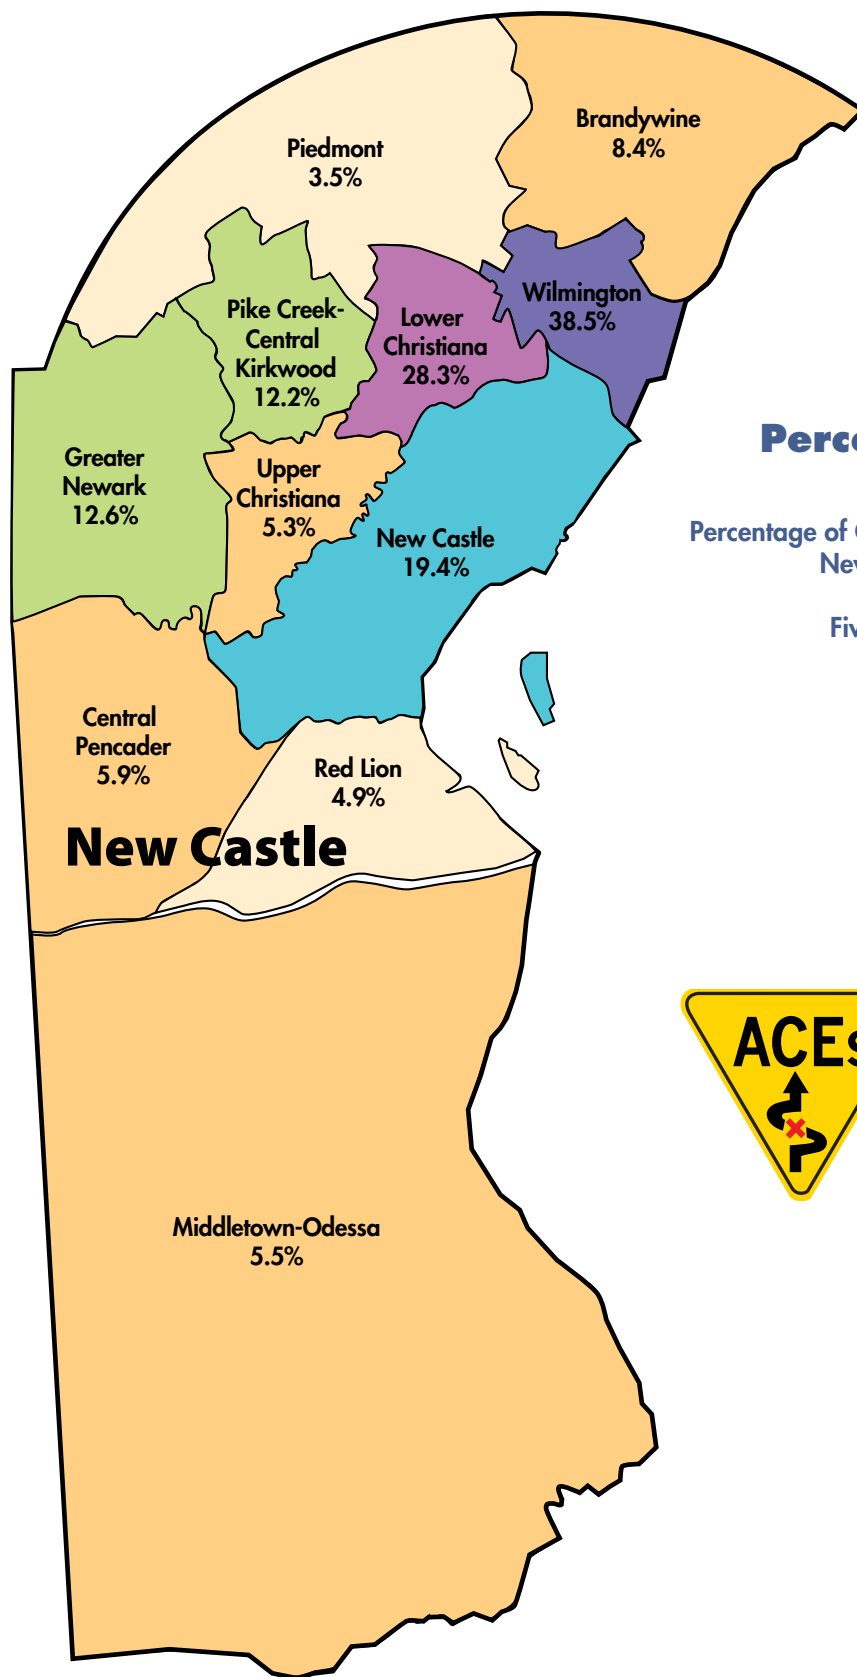 Piedmont
3.5%
Brandywine
8.4%
Pike Creek-
Central
Kirkwood
12.2%
Lower
Christiana
28.3%
Wilmington
38.5%
Greater
Newark
12.6%
Upper
Christiana
5.3%
New Castle
19.4%
Central
Pencader
5.9%
Red Lion
4.9%
New Castle
Middletown-Odessa
5.5%
Percentage of
ACEs